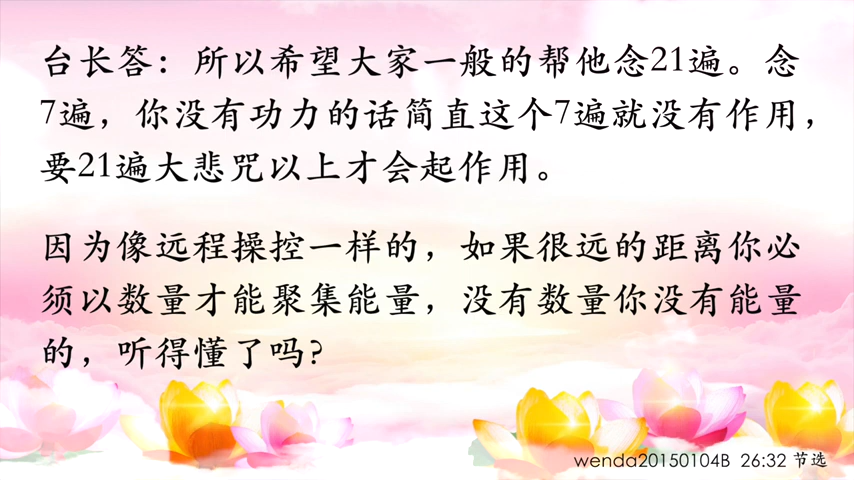 台长答：所以希望大家一般的帮他念21遍。念
7遍，你没有功力的话简直这个7遍就没有作用，
要21遍大悲咒以上才会起作用。
因为像远程操控一样的，如果很远的距离你必
须以数量才能聚集能量，没有数量你没有能量
的，听得懂了吗?
wenda20150104B 26:32 节选